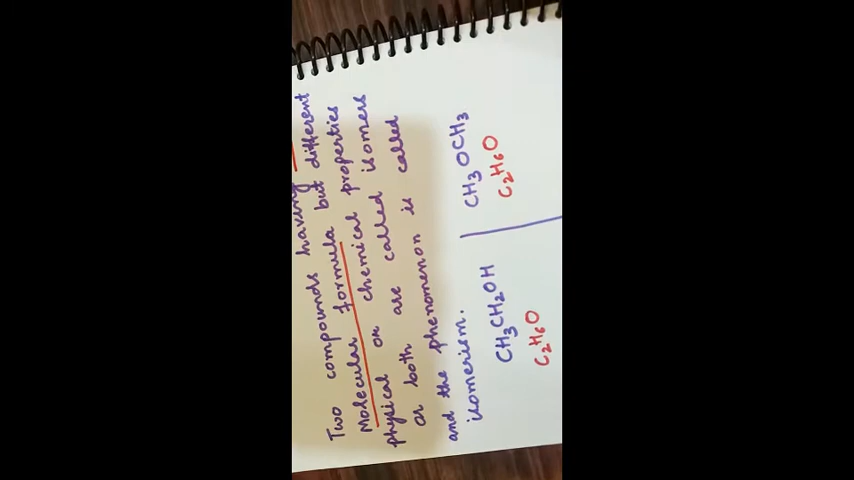 Two compounds having
Molecular formula but different
physical or chemical properties
or both are called isomers
and the phenomenon is called
isomerism.
CH3CH2OH
C2H6O
CH3OCH3
C2H6O